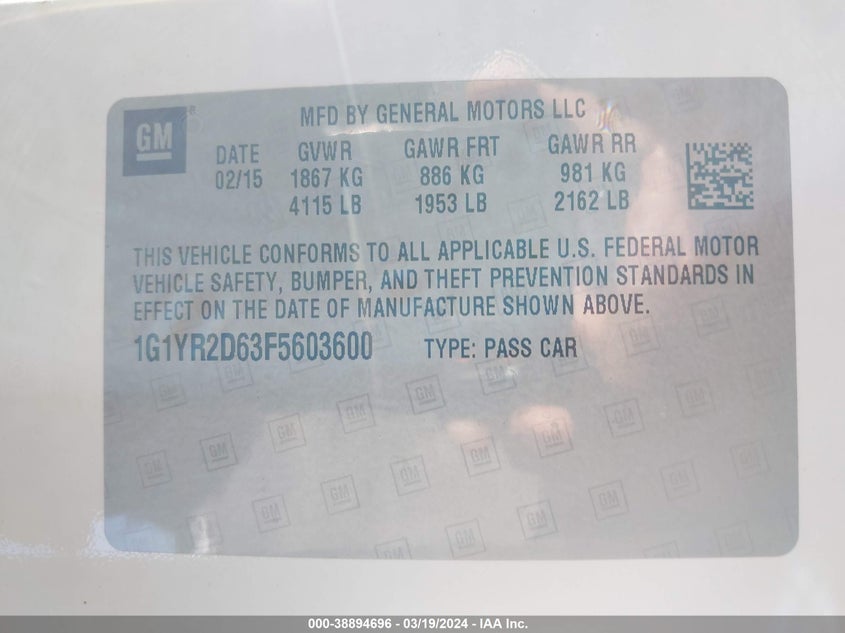 GM
MFD BY GENERAL MOTORS LLC
DATE GVWR GAWR FRT GAWR RR
02/15 1867 KG 886 KG 981 KG
4115 LB 1953 LB 2162 LB
THIS VEHICLE CONFORMS TO ALL APPLICABLE U.S. FEDERAL MOTOR
VEHICLE SAFETY, BUMPER, AND THEFT PREVENTION STANDARDS IN
EFFECT ON THE DATE OF MANUFACTURE SHOWN ABOVE.
1G1YR2D63F5603600 TYPE: PASS CAR
000-38894696 - 03/19/2024 - IAA Inc.